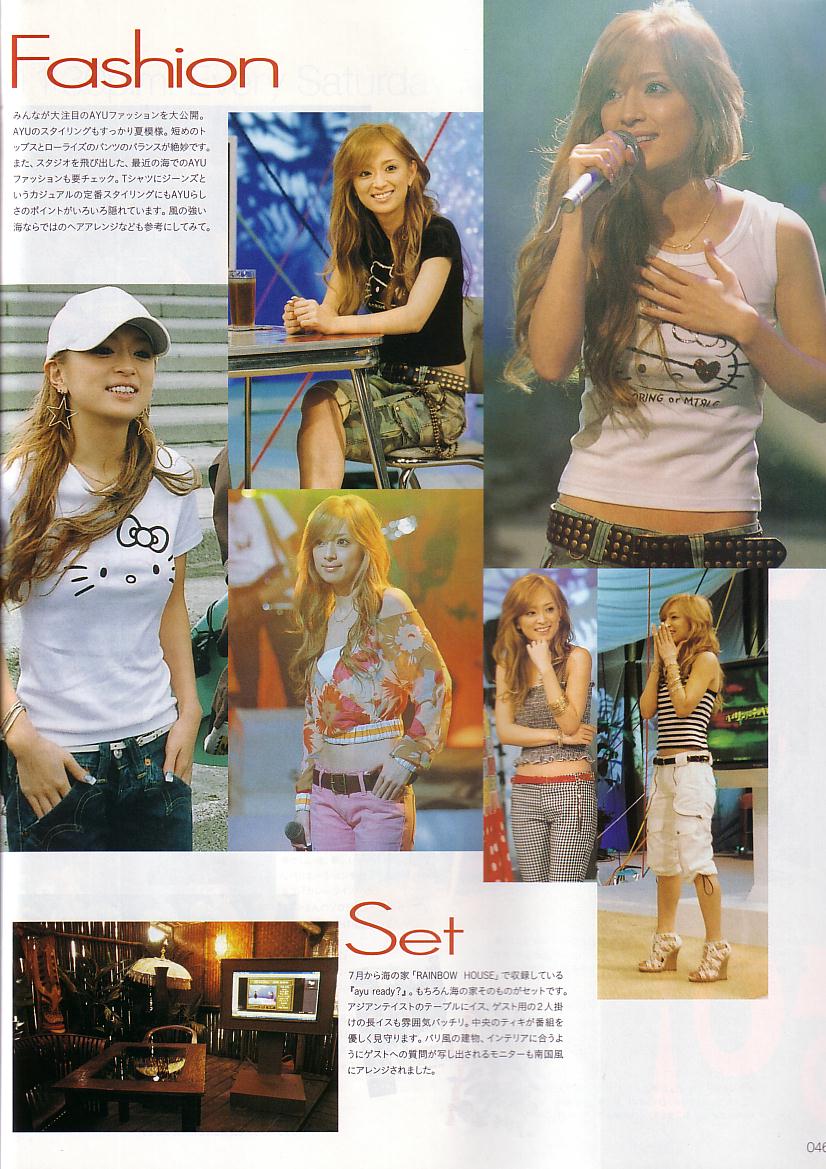 Fashion
みんなが大注目のAYUファッションを大公開。
AYUのスタイリングもすっかり夏模様。短めのト
ップスとローライズのパンツのバランスが絶妙です。
また、スタジオを飛び出した、最近の海でのAYU
ファッションも要チェック。Tシャツにジーンズと
いうカジュアルの定番スタイリングにもAYUらし
さのポイントがいろいろ隠れています。風の強い
海ならではのヘアアレンジなども参考にしてみて。
Set
7月から海の家「RAINBOW HOUSE」で収録している
『ayu ready?』。もちろん海の家そのものがセットです。
アジアンテイストのテーブルにイス、ゲスト用の2人掛
けの長イスも雰囲気バッチリ。中央のティキが番組を
優しく見守ります。バリ風の建物、インテリアに合うよ
うにゲストへの質問が写し出されるモニターも南国風
にアレンジされました。
046